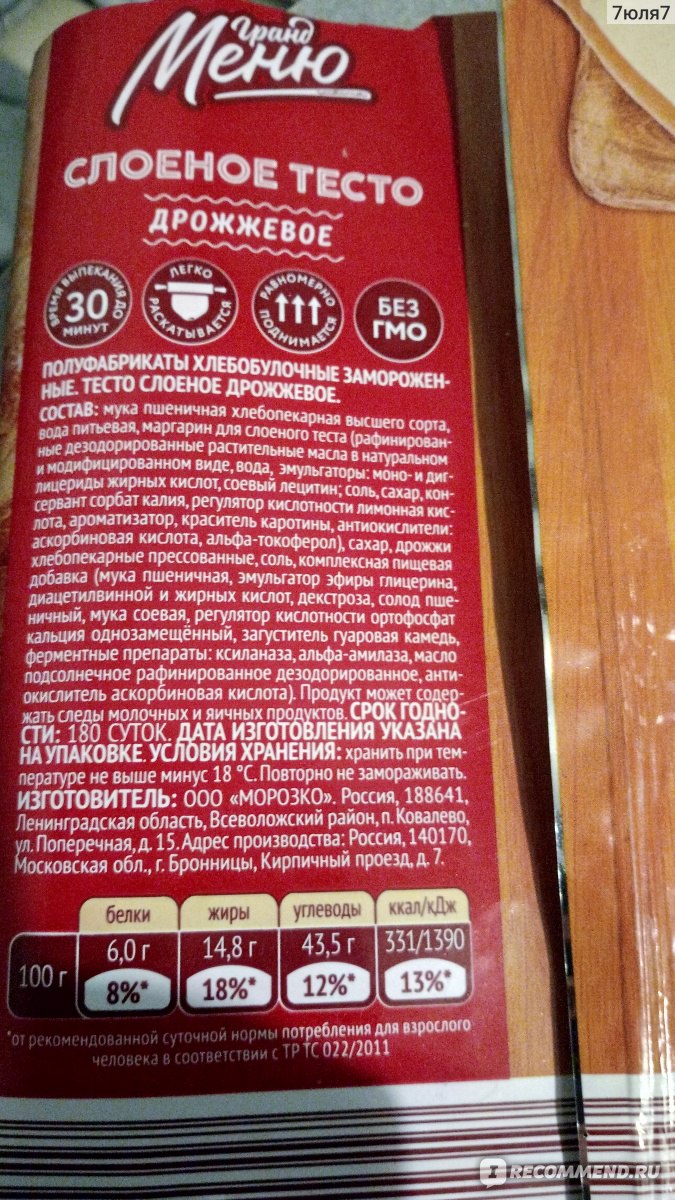 7юля7
Гранд
Меню
СЛОЕНОЕ ТЕСТО
ДРОЖЖЕВОЕ
ВРЕМЯ ВЫПЕКАНИЯ ДО
30
МИНУТ
ЛЕГКО
РАСКАТЫВАЕТСЯ
РАВНОМЕРНО
ПОДНИМАЕТСЯ
БЕЗ
ГМО
ПОЛУФАБРИКАТЫ ХЛЕБОБУЛОЧНЫЕ ЗАМОРОЖЕН-
НЫЕ. ТЕСТО СЛОЕНОЕ ДРОЖЖЕВОЕ.
СОСТАВ: мука пшеничная хлебопекарная высшего сорта,
вода питьевая, маргарин для слоеного теста (рафинирован-
ные дезодорированные растительные масла в натуральном
и модифицированном виде, вода, эмульгаторы: моно- и диг-
лицериды жирных кислот, соевый лецитин; соль, сахар, кон-
сервант сорбат калия, регулятор кислотности лимонная кис-
лота, ароматизатор, краситель каротины, антиокислители:
аскорбиновая кислота, альфа-токоферол), сахар, дрожжи
хлебопекарные прессованные, соль, комплексная пищевая
добавка (мука пшеничная, эмульгатор эфиры глицерина,
диацетилвинной и жирных кислот, декстроза, солод пше-
ничный, мука соевая, регулятор кислотности ортофосфат
кальция однозамещённый, загуститель гуаровая камедь,
ферментные препараты: ксиланаза, альфа-амилаза, масло
подсолнечное рафинированное дезодорированное, анти-
окислитель аскорбиновая кислота). Продукт может содер-
жать следы молочных и яичных продуктов. СРОК ГОДНО-
СТИ: 180 СУТОК. ДАТА ИЗГОТОВЛЕНИЯ УКАЗАНА
НА УПАКОВКЕ. УСЛОВИЯ ХРАНЕНИЯ: хранить при тем-
пературе не выше минус 18 °С. Повторно не замораживать.
ИЗГОТОВИТЕЛЬ: ООО «МОРОЗКО». Россия, 188641,
Ленинградская область, Всеволожский район, п. Ковалево,
ул. Поперечная, д. 15. Адрес производства: Россия, 140170,
Московская обл., г. Бронницы, Кирпичный проезд, д. 7.
белки жиры углеводы ккал/кДж
100 г 6,0 г 14,8 г 43,5 г 331/1390
8%* 18%* 12%* 13%*
*от рекомендованной суточной нормы потребления для взрослого
человека в соответствии с ТР ТС 022/2011
IRECOMMEND.RU